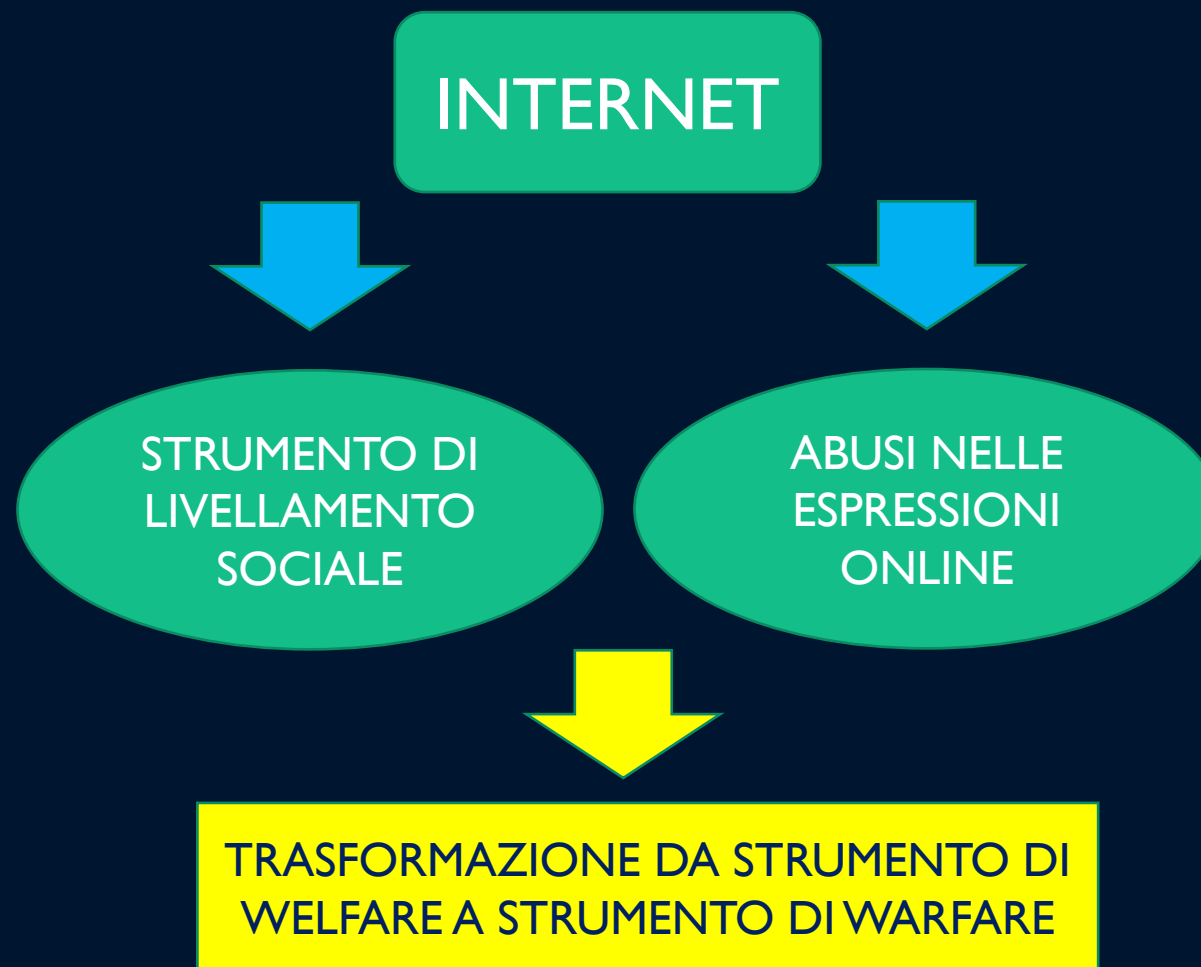 INTERNET
STRUMENTO DI
LIVELLAMENTO
SOCIALE
ABUSI NELLE
ESPRESSIONI
ONLINE
TRASFORMAZIONE DA STRUMENTO DI
WELFARE A STRUMENTO DI WARFARE